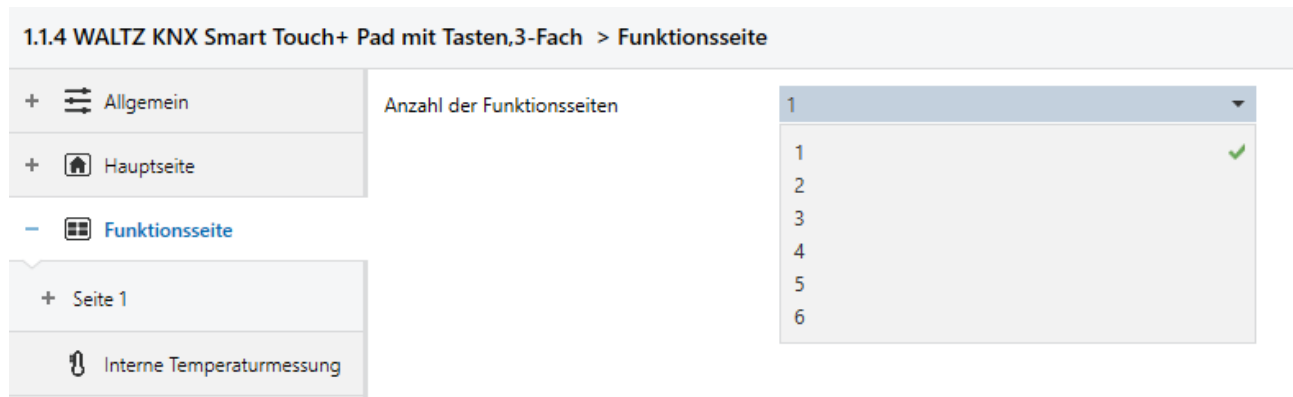 1.1.4 WALTZ KNX Smart Touch+ Pad mit Tasten,3-Fach > Funktionsseite
+ Allgemein
Anzahl der Funktionsseiten
1
+ Hauptseite
1
2
− Funktionsseite
3
4
+ Seite 1
5
6
Interne Temperaturmessung